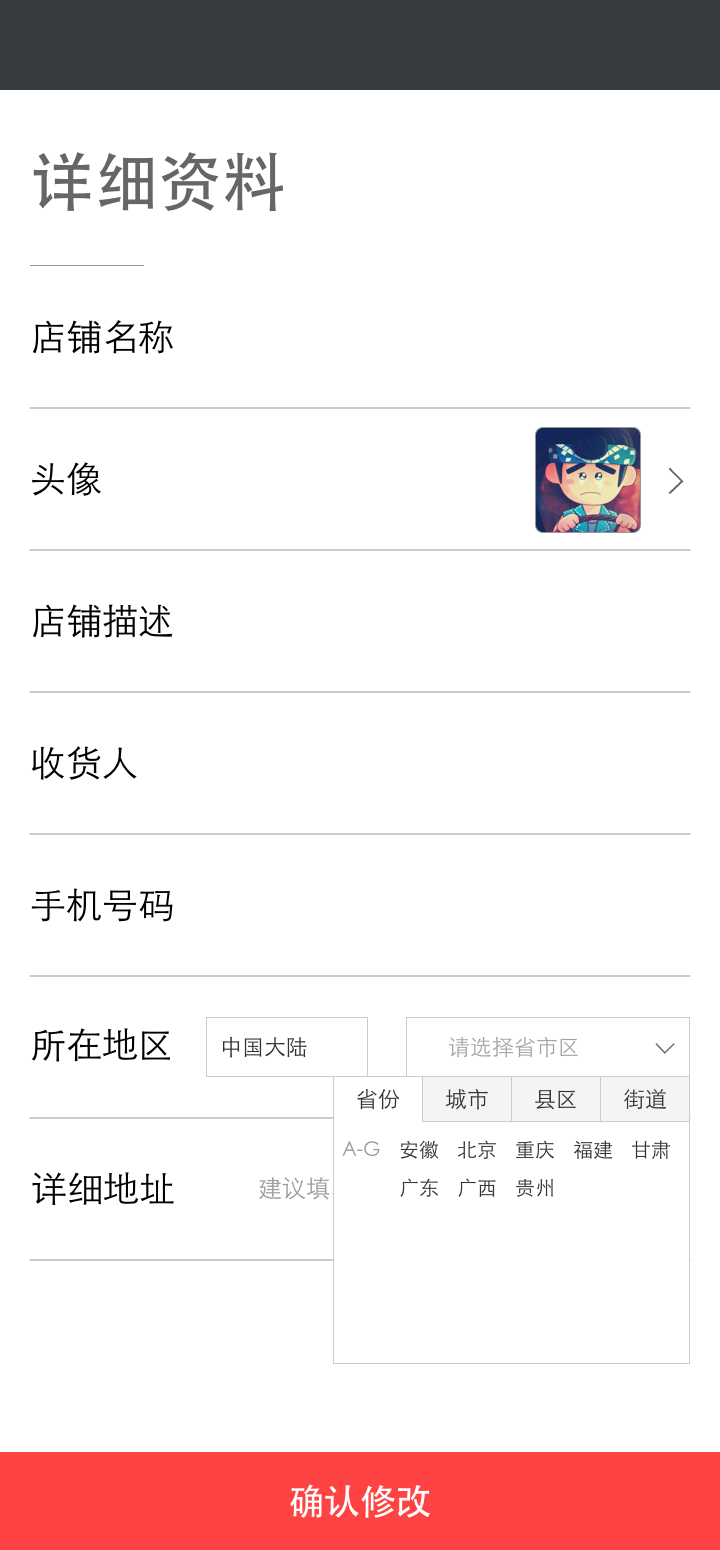 详细资料
店铺名称
头像
店铺描述
收货人
手机号码
所在地区 中国大陆 请选择省市区
省份 城市 县区 街道
A-G 安徽 北京 重庆 福建 甘肃
详细地址 建议填 广东 广西 贵州
确认修改